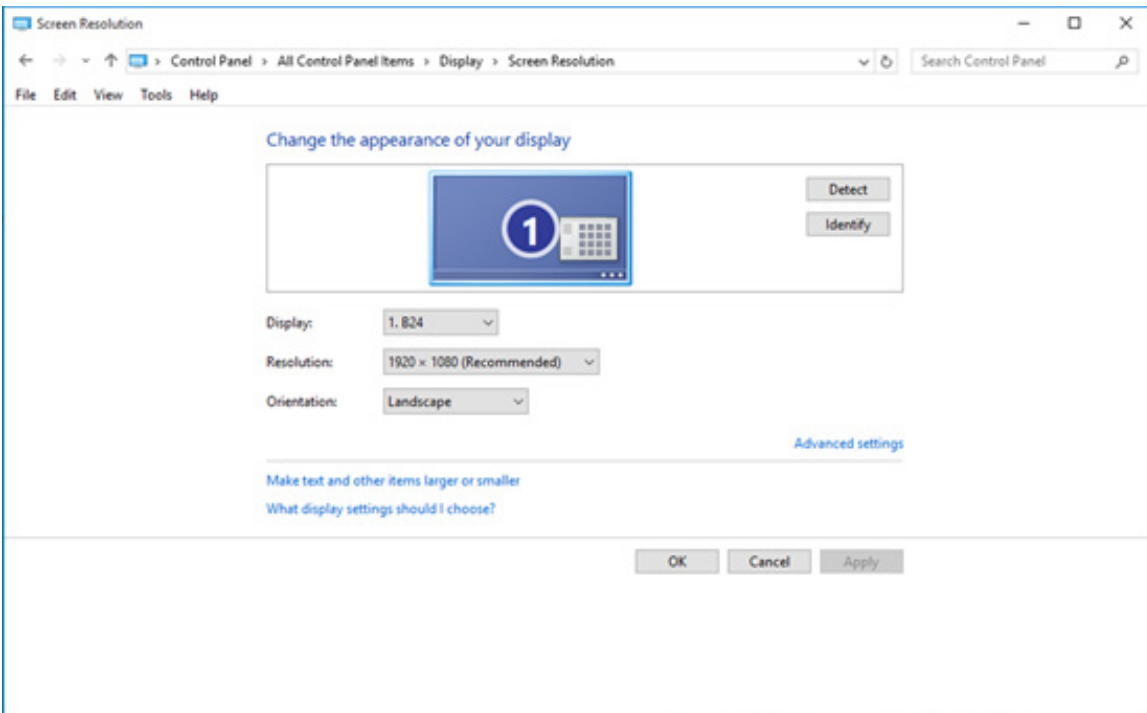 Screen Resolution
Control Panel > All Control Panel Items > Display > Screen Resolution
Search Control Panel
File Edit View Tools Help
Change the appearance of your display
1
Detect
Identify
Display: 1. B24
Resolution: 1920 × 1080 (Recommended)
Orientation: Landscape
Advanced settings
Make text and other items larger or smaller
What display settings should I choose?
OK Cancel Apply